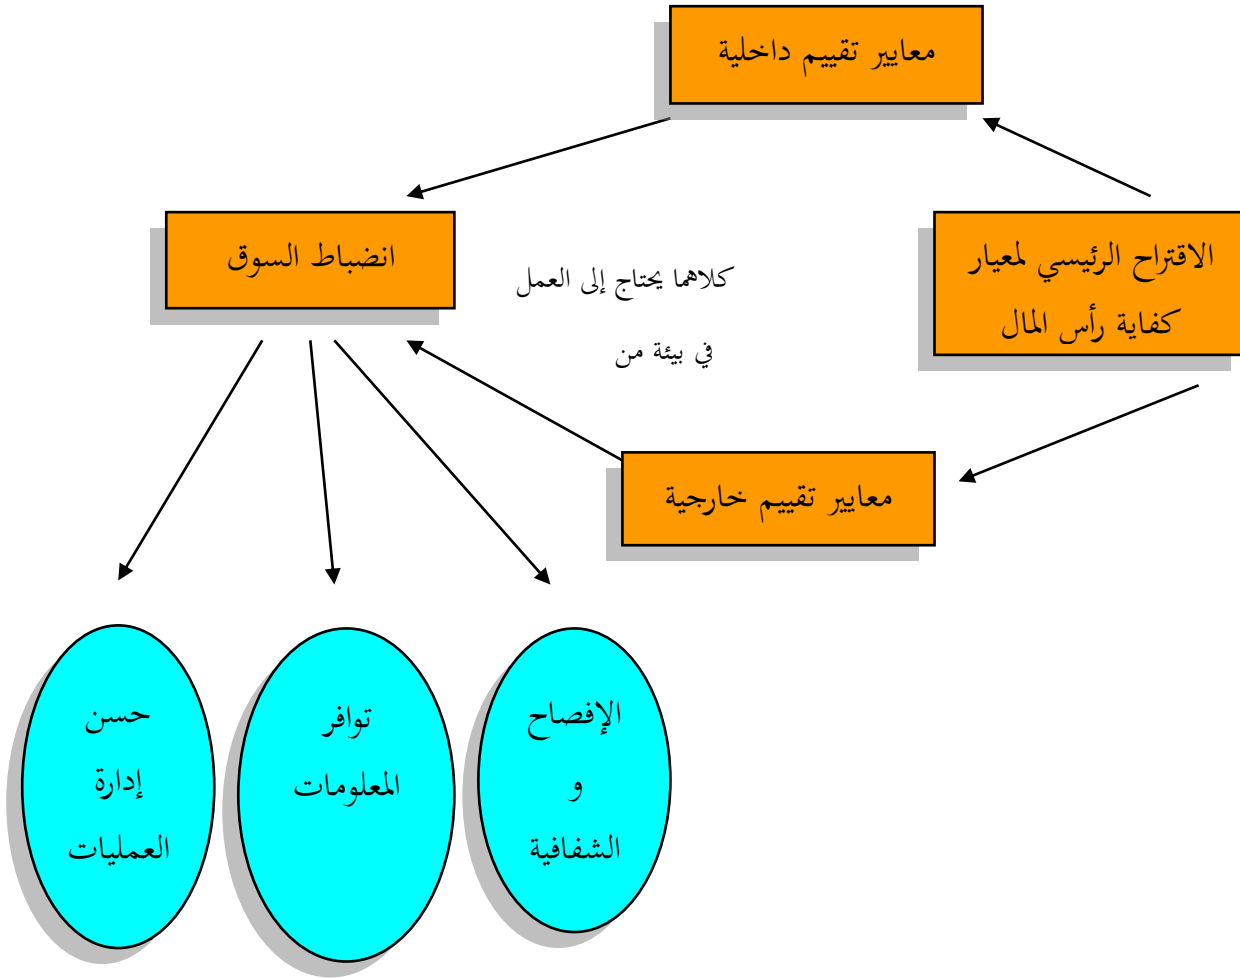 معايير تقييم داخلية
الاقتراح الرئيسي لمعيار
كفاية رأس المال
انضباط السوق
كلاهما يحتاج إلى العمل
في بيئة من
معايير تقييم خارجية
الإفصاح
و
الشفافية
توافر
المعلومات
حسن
إدارة
العمليات